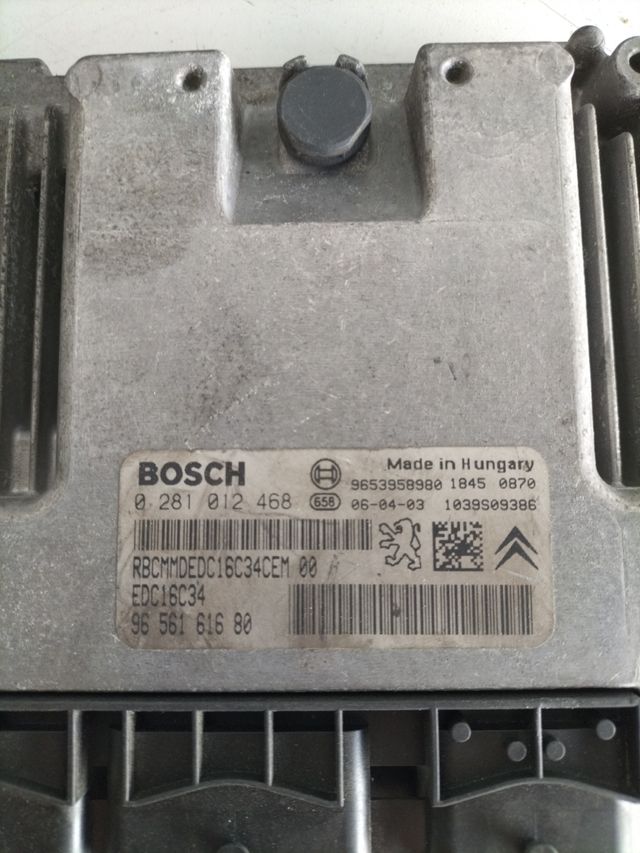 BOSCH
Made in Hungary
9653958980 1845 0870
0 281 012 468
658 06-04-03 1039S09386
RBCMMDEDC16C34CEM 00
EDC16C34
96 561 616 80